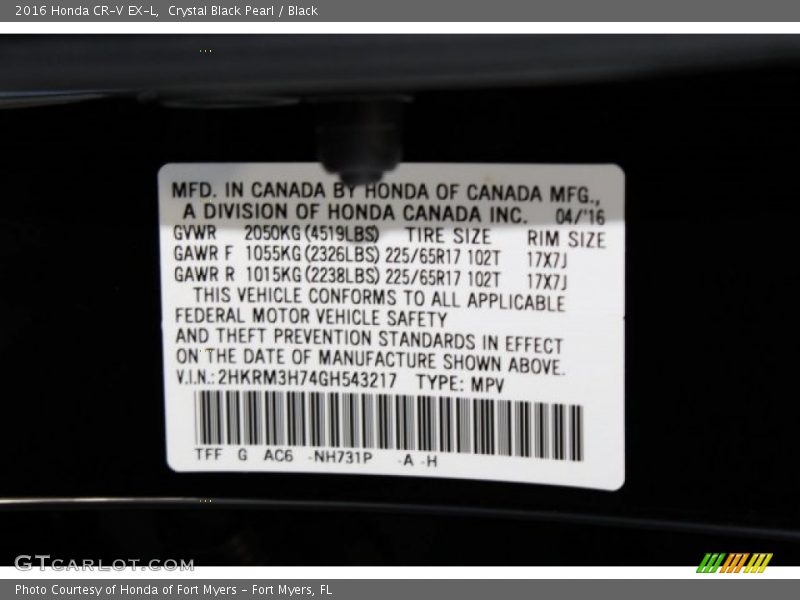 2016 Honda CR-V EX-L, Crystal Black Pearl / Black
MFD. IN CANADA BY HONDA OF CANADA MFG.,
A DIVISION OF HONDA CANADA INC. 04/'16
GVWR 2050KG (4519LBS) TIRE SIZE RIM SIZE
GAWR F 1055KG (2326LBS) 225/65R17 102T 17X7J
GAWR R 1015KG (2238LBS) 225/65R17 102T 17X7J
THIS VEHICLE CONFORMS TO ALL APPLICABLE
FEDERAL MOTOR VEHICLE SAFETY
AND THEFT PREVENTION STANDARDS IN EFFECT
ON THE DATE OF MANUFACTURE SHOWN ABOVE.
V.I.N.: 2HKRM3H74GH543217 TYPE: MPV
TFF G AC6 -NH731P -A -H
GTCARLOT.COM
Photo Courtesy of Honda of Fort Myers - Fort Myers, FL